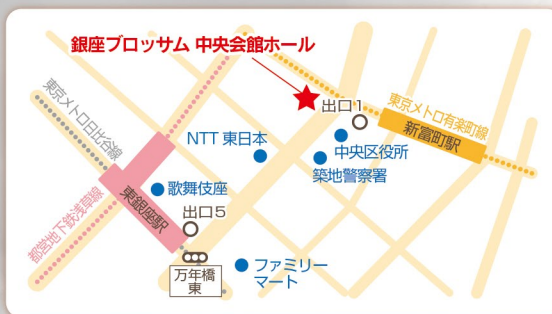 銀座ブロッサム 中央会館ホール
東京メトロ日比谷線
出口1
東京メトロ有楽町線
新富町駅
NTT 東日本
中央区役所
築地警察署
歌舞伎座
東銀座駅
都営地下鉄浅草線
出口5
万年橋
東
ファミリー
マート